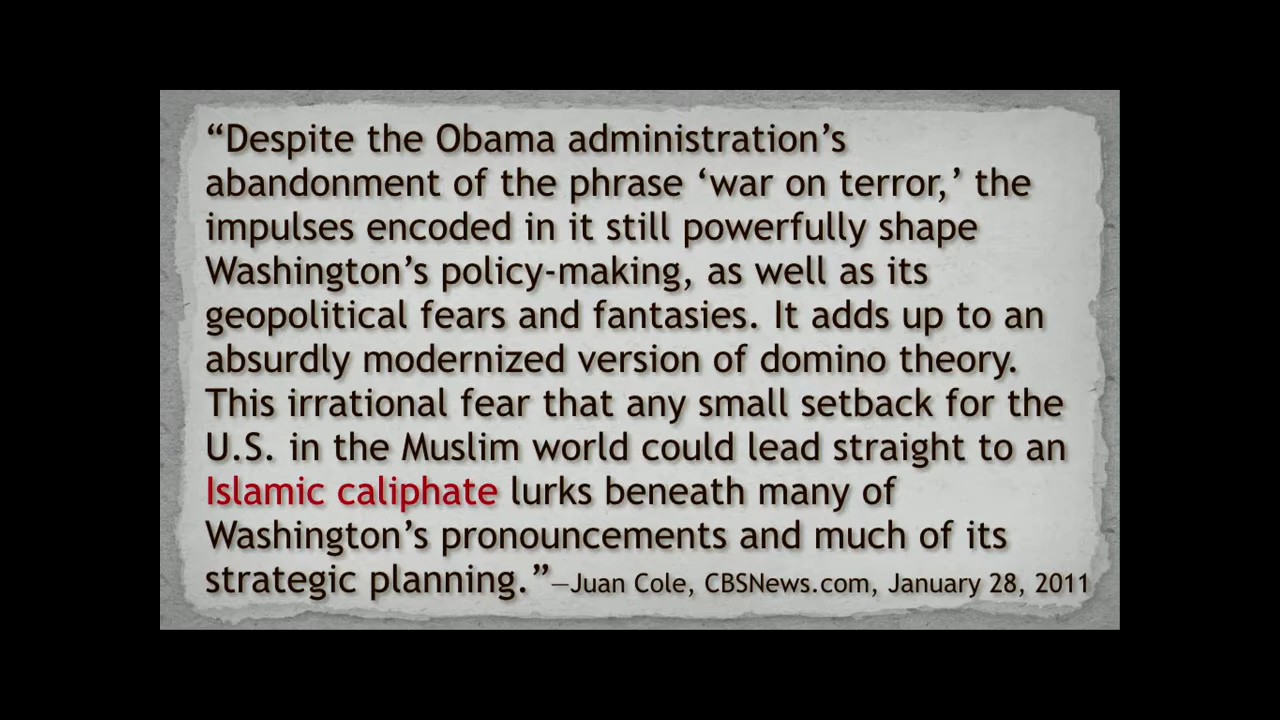 “Despite the Obama administration’s
abandonment of the phrase ‘war on terror,’ the
impulses encoded in it still powerfully shape
Washington’s policy-making, as well as its
geopolitical fears and fantasies. It adds up to an
absurdly modernized version of domino theory.
This irrational fear that any small setback for the
U.S. in the Muslim world could lead straight to an
Islamic caliphate lurks beneath many of
Washington’s pronouncements and much of its
strategic planning.”—Juan Cole, CBSNews.com, January 28, 2011